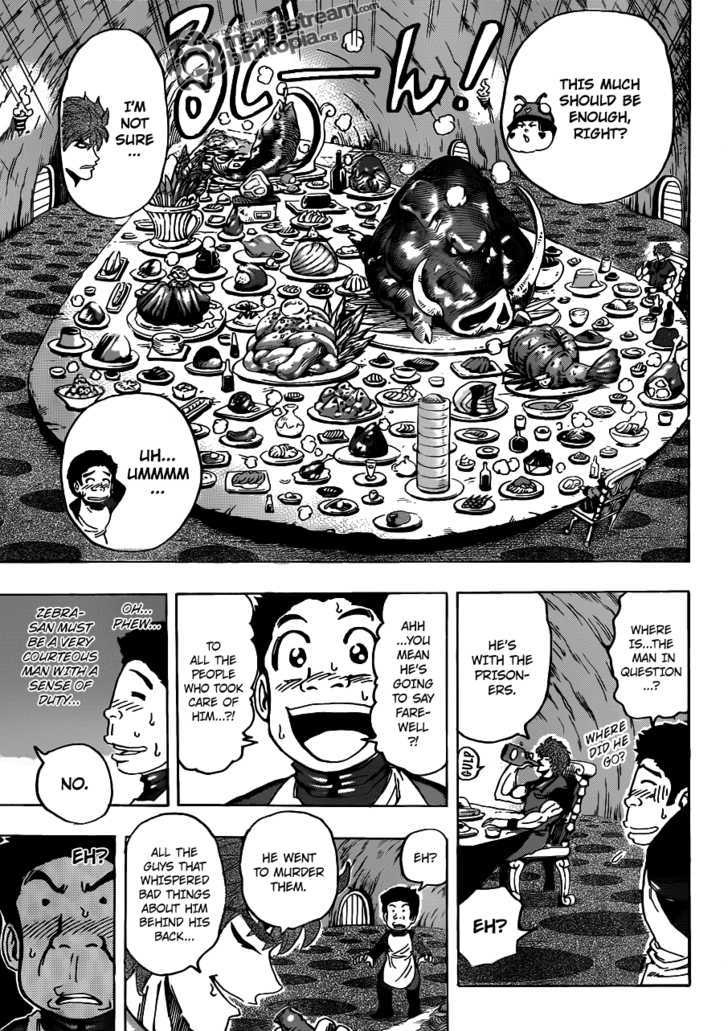 THIS MUCH
SHOULD BE
ENOUGH,
RIGHT?
I'M
NOT
SURE
...
UH...
UMMMM
...
WHERE
IS...THE
MAN IN
QUESTION
...?
WHERE
DID HE
GO?
HE'S
WITH THE
PRISON-
ERS.
GULP
EH?
AHH
...YOU
MEAN
HE'S
GOING
TO SAY
FARE-
WELL
?!
TO
ALL THE
PEOPLE
WHO TOOK
CARE OF
HIM...?!
OH...
PHEW...
ZEBRA-
SAN MUST
BE A VERY
COURTEOUS
MAN WITH A
SENSE OF
DUTY...
NO.
EH?
HE WENT
TO MURDER
THEM.
ALL THE
GUYS THAT
WHISPERED
BAD THINGS
ABOUT HIM
BEHIND HIS
BACK...
EH?